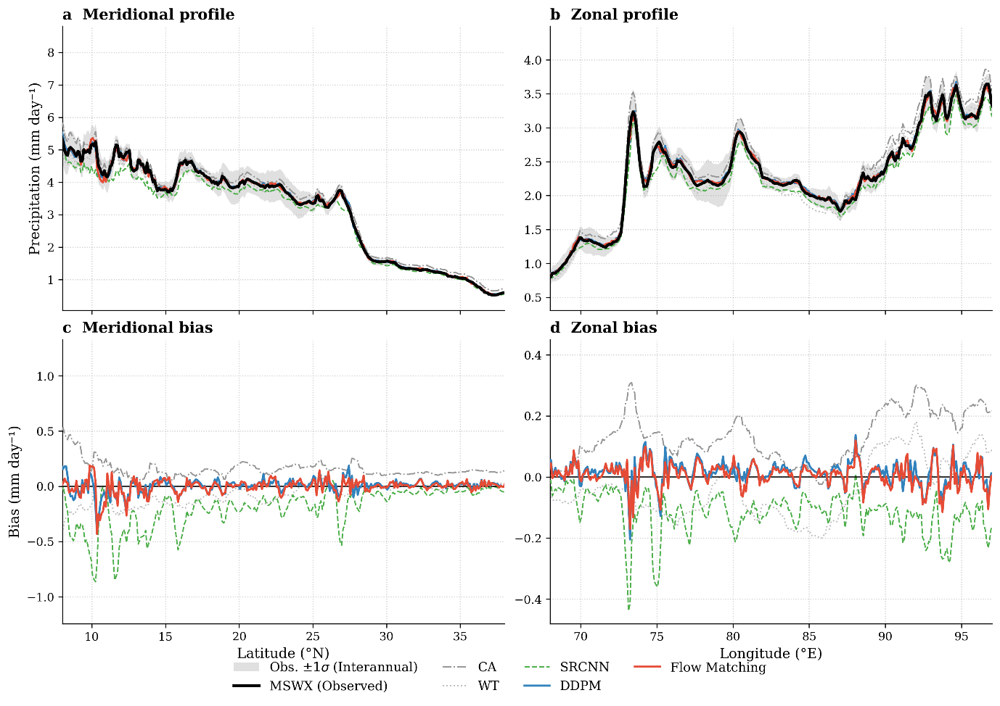 a  Meridional profile
b  Zonal profile
Precipitation (mm day⁻¹)
8
7
6
5
4
3
2
1
4.0
3.5
3.0
2.5
2.0
1.5
1.0
0.5
c  Meridional bias
d  Zonal bias
Bias (mm day⁻¹)
1.0
0.5
0.0
−0.5
−1.0
0.4
0.2
0.0
−0.2
−0.4
10 15 20 25 30 35
70 75 80 85 90 95
Latitude (°N)
Longitude (°E)
Obs. ±1σ (Interannual)
MSWX (Observed)
CA
WT
SRCNN
DDPM
Flow Matching